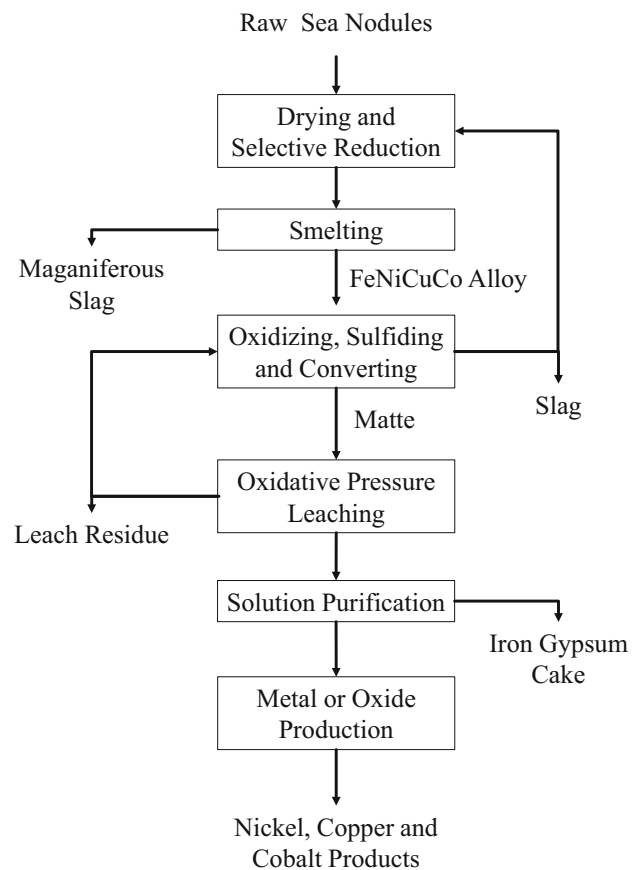 Raw Sea Nodules
Drying and
Selective Reduction
Smelting
Maganiferous
Slag
FeNiCuCo Alloy
Oxidizing, Sulfiding
and Converting
Slag
Matte
Oxidative Pressure
Leaching
Leach Residue
Solution Purification
Iron Gypsum
Cake
Metal or Oxide
Production
Nickel, Copper and
Cobalt Products